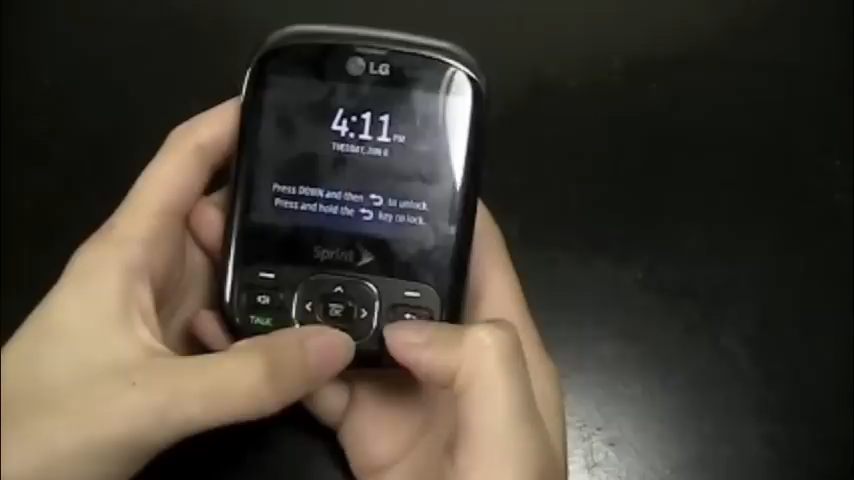 LG
4:11 PM
TUESDAY, JUN 8
Press DOWN and then to unlock.
Press and hold the key to lock.
Sprint
TALK